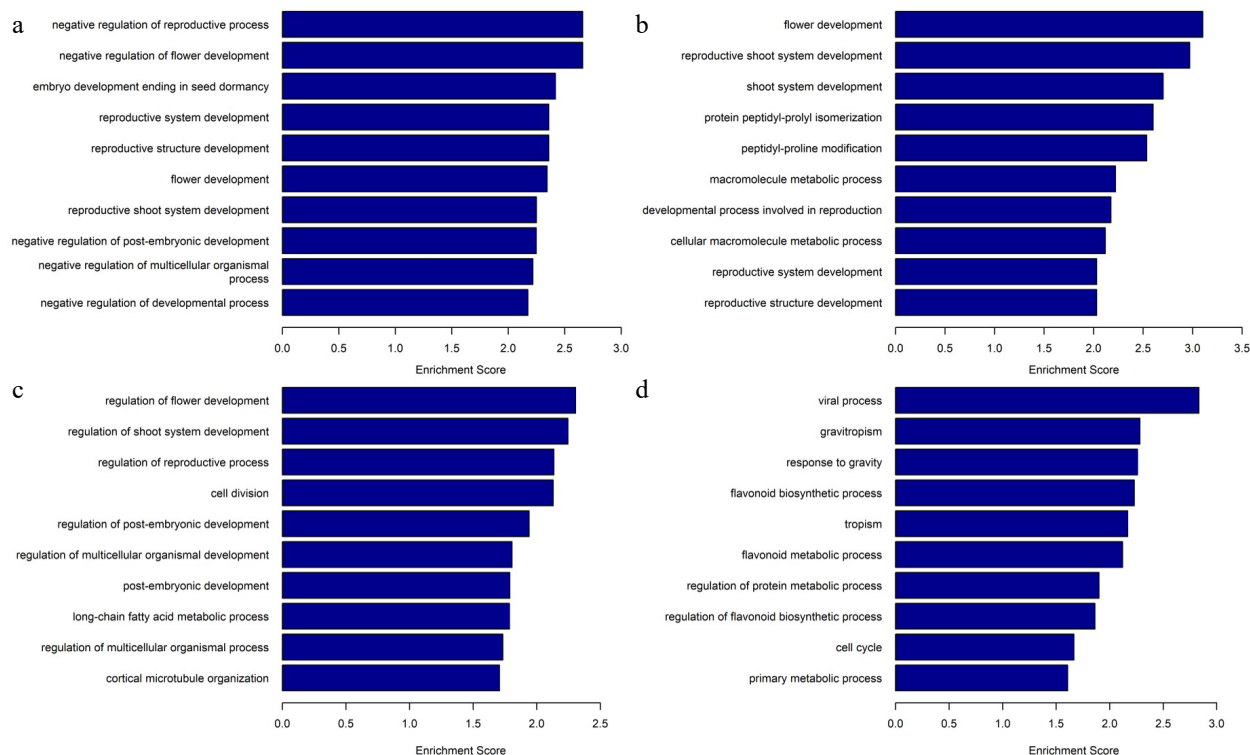 a
negative regulation of reproductive process
negative regulation of flower development
embryo development ending in seed dormancy
reproductive system development
reproductive structure development
flower development
reproductive shoot system development
negative regulation of post-embryonic development
negative regulation of multicellular organismal
process
negative regulation of developmental process
0.0 0.5 1.0 1.5 2.0 2.5 3.0
Enrichment Score
b
flower development
reproductive shoot system development
shoot system development
protein peptidyl-prolyl isomerization
peptidyl-proline modification
macromolecule metabolic process
developmental process involved in reproduction
cellular macromolecule metabolic process
reproductive system development
reproductive structure development
0.0 0.5 1.0 1.5 2.0 2.5 3.0 3.5
Enrichment Score
c
regulation of flower development
regulation of shoot system development
regulation of reproductive process
cell division
regulation of post-embryonic development
regulation of multicellular organismal development
post-embryonic development
long-chain fatty acid metabolic process
regulation of multicellular organismal process
cortical microtubule organization
0.0 0.5 1.0 1.5 2.0 2.5
Enrichment Score
d
viral process
gravitropism
response to gravity
flavonoid biosynthetic process
tropism
flavonoid metabolic process
regulation of protein metabolic process
regulation of flavonoid biosynthetic process
cell cycle
primary metabolic process
0.0 0.5 1.0 1.5 2.0 2.5 3.0
Enrichment Score